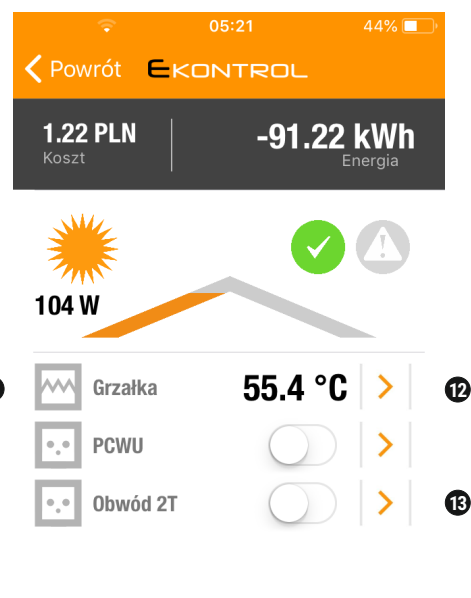 05:21 44%
Powrót EKONTROL
1.22 PLN -91.22 kWh
Koszt Energia
104 W
Grzałka 55.4 °C 12
PCWU
Obwód 2T 13